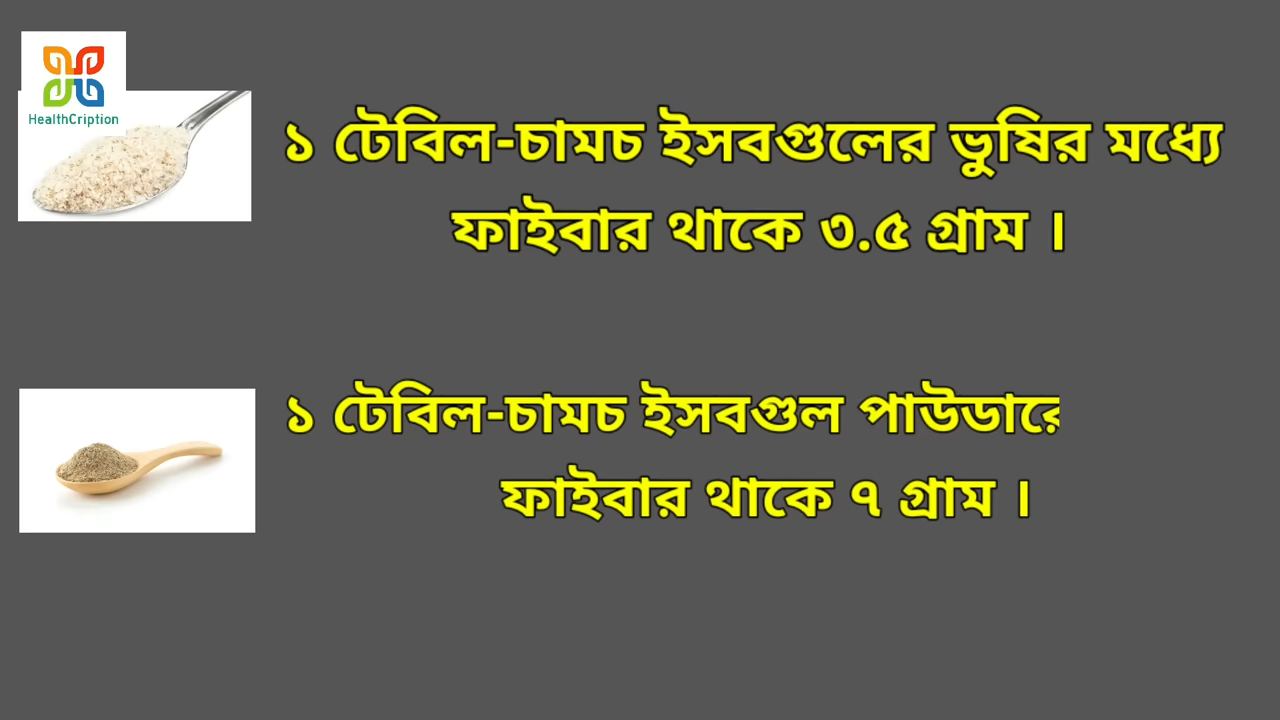 HealthCription
১ টেবিল-চামচ ইসবগুলের ভুষির মধ্যে
ফাইবার থাকে ৩.৫ গ্রাম ।
১ টেবিল-চামচ ইসবগুল পাউডারে
ফাইবার থাকে ৭ গ্রাম ।